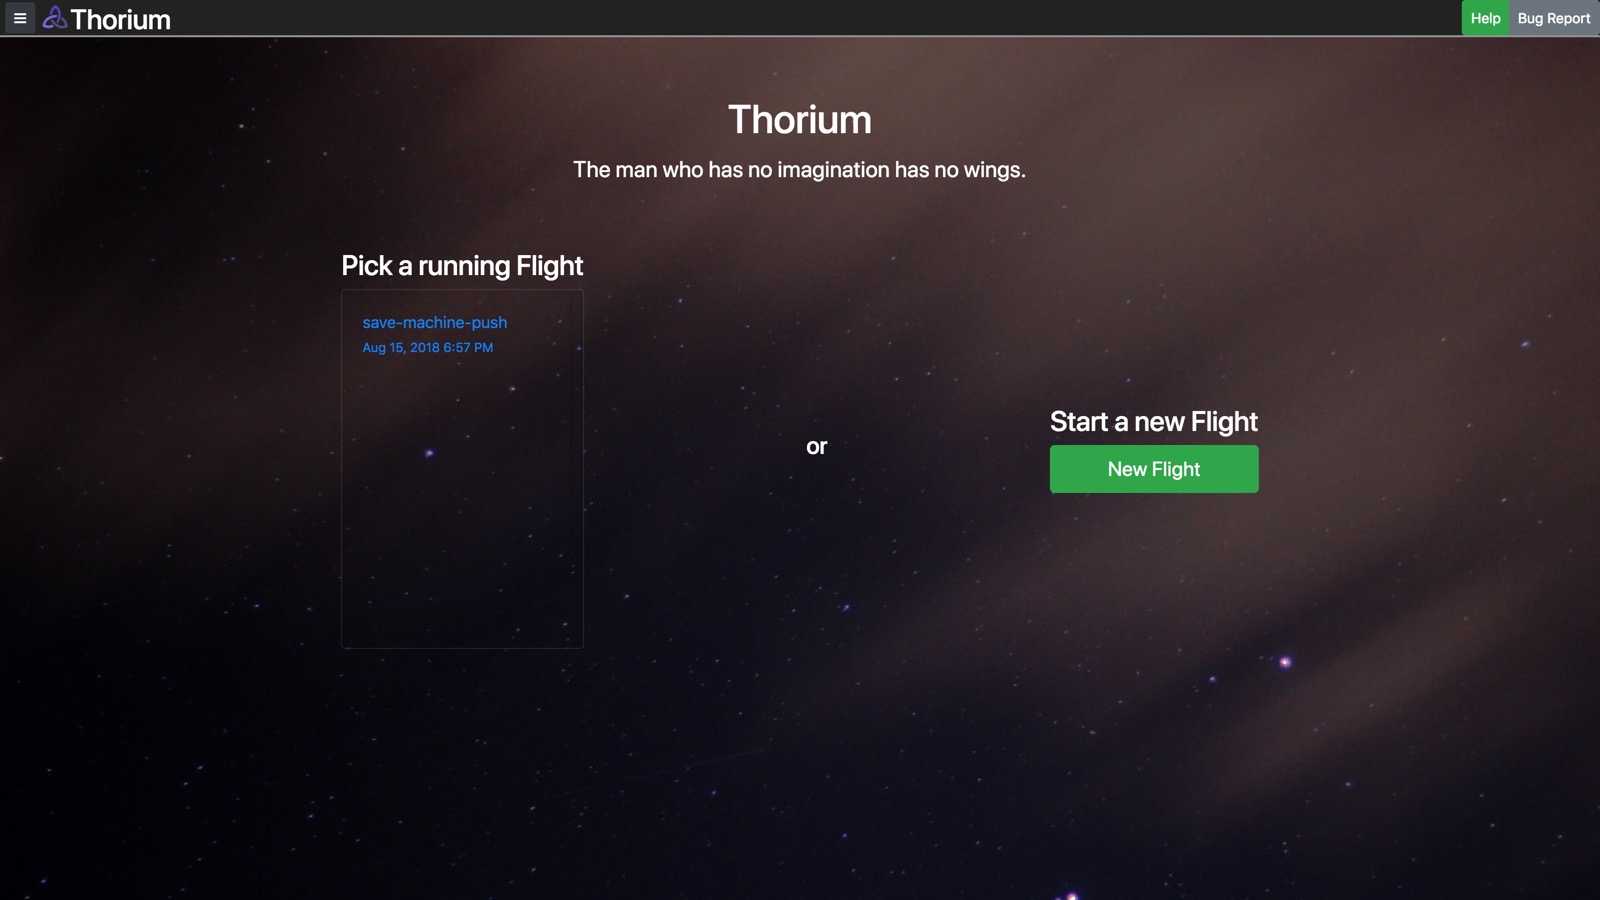 Thorium
Help
Bug Report
Thorium
The man who has no imagination has no wings.
Pick a running Flight
save-machine-push
Aug 15, 2018 6:57 PM
or
Start a new Flight
New Flight